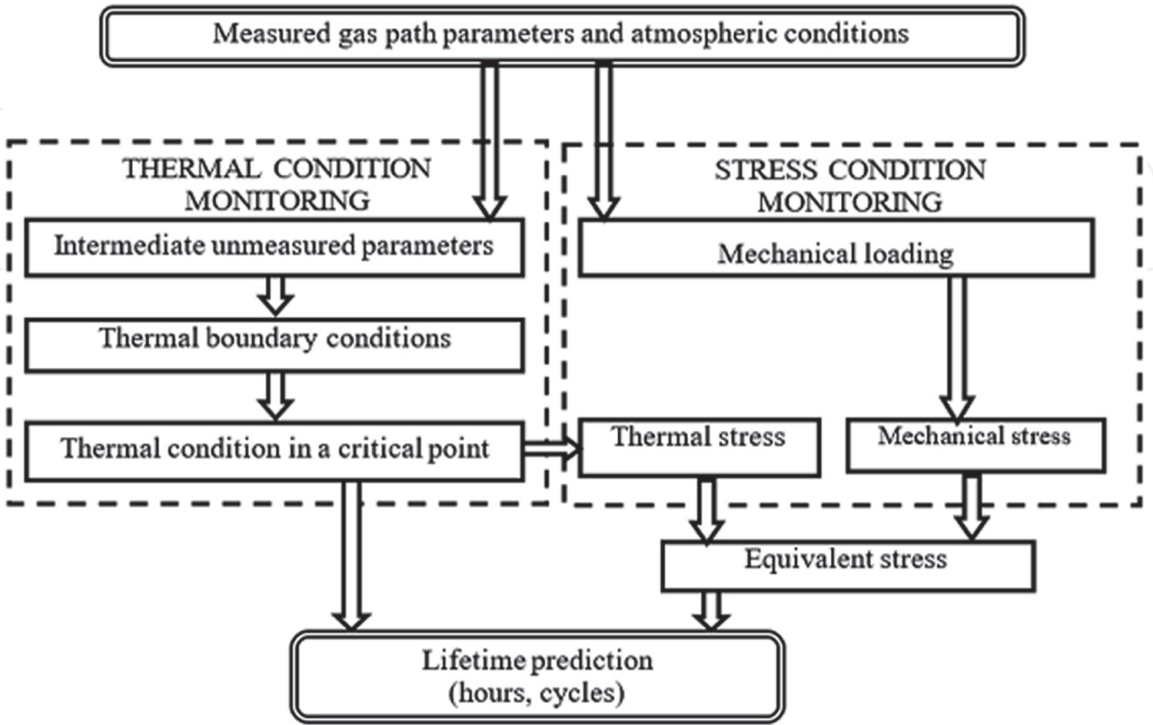 Measured gas path parameters and atmospheric conditions
THERMAL CONDITION
MONITORING
Intermediate unmeasured parameters
Thermal boundary conditions
Thermal condition in a critical point
STRESS CONDITION
MONITORING
Mechanical loading
Thermal stress
Mechanical stress
Equivalent stress
Lifetime prediction
(hours, cycles)